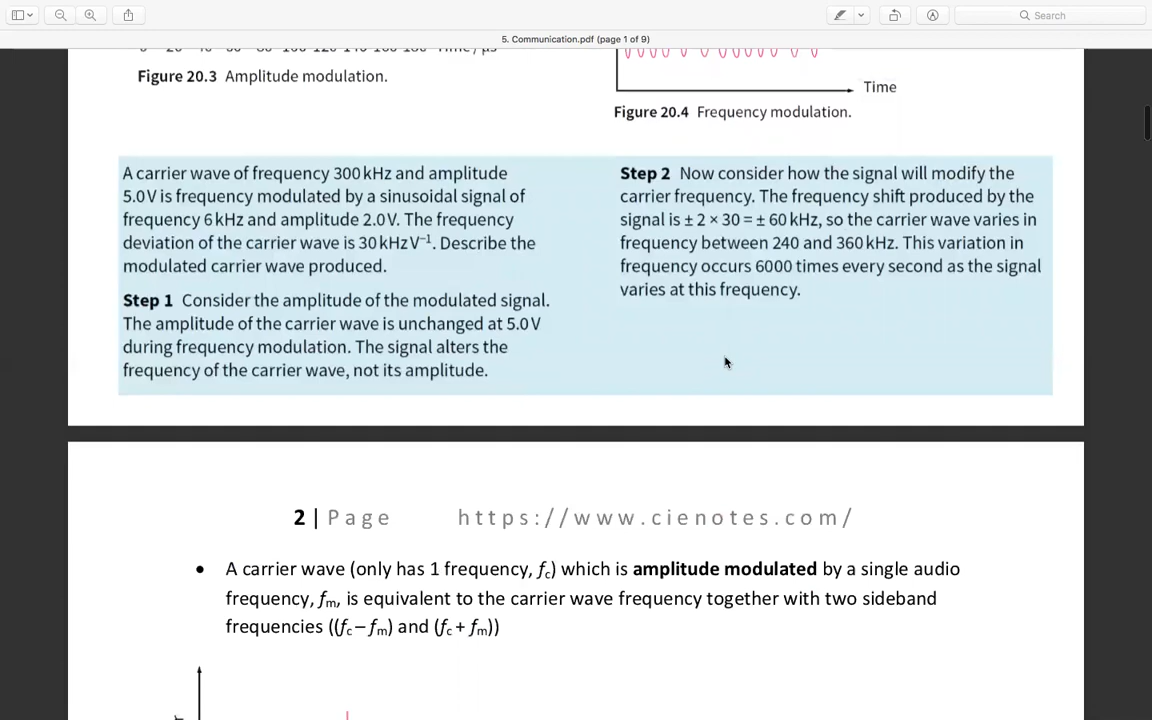 Search
5. Communication.pdf (page 1 of 9)
Time
Figure 20.3 Amplitude modulation.
Figure 20.4 Frequency modulation.
A carrier wave of frequency 300 kHz and amplitude
5.0 V is frequency modulated by a sinusoidal signal of
frequency 6 kHz and amplitude 2.0 V. The frequency
deviation of the carrier wave is 30 kHz V⁻¹. Describe the
modulated carrier wave produced.
Step 1 Consider the amplitude of the modulated signal.
The amplitude of the carrier wave is unchanged at 5.0 V
during frequency modulation. The signal alters the
frequency of the carrier wave, not its amplitude.
Step 2 Now consider how the signal will modify the
carrier frequency. The frequency shift produced by the
signal is ± 2 × 30 = ± 60 kHz, so the carrier wave varies in
frequency between 240 and 360 kHz. This variation in
frequency occurs 6000 times every second as the signal
varies at this frequency.
2 | Page https://www.cienotes.com/
• A carrier wave (only has 1 frequency, fc) which is amplitude modulated by a single audio
frequency, fm, is equivalent to the carrier wave frequency together with two sideband
frequencies ((fc – fm) and (fc + fm))